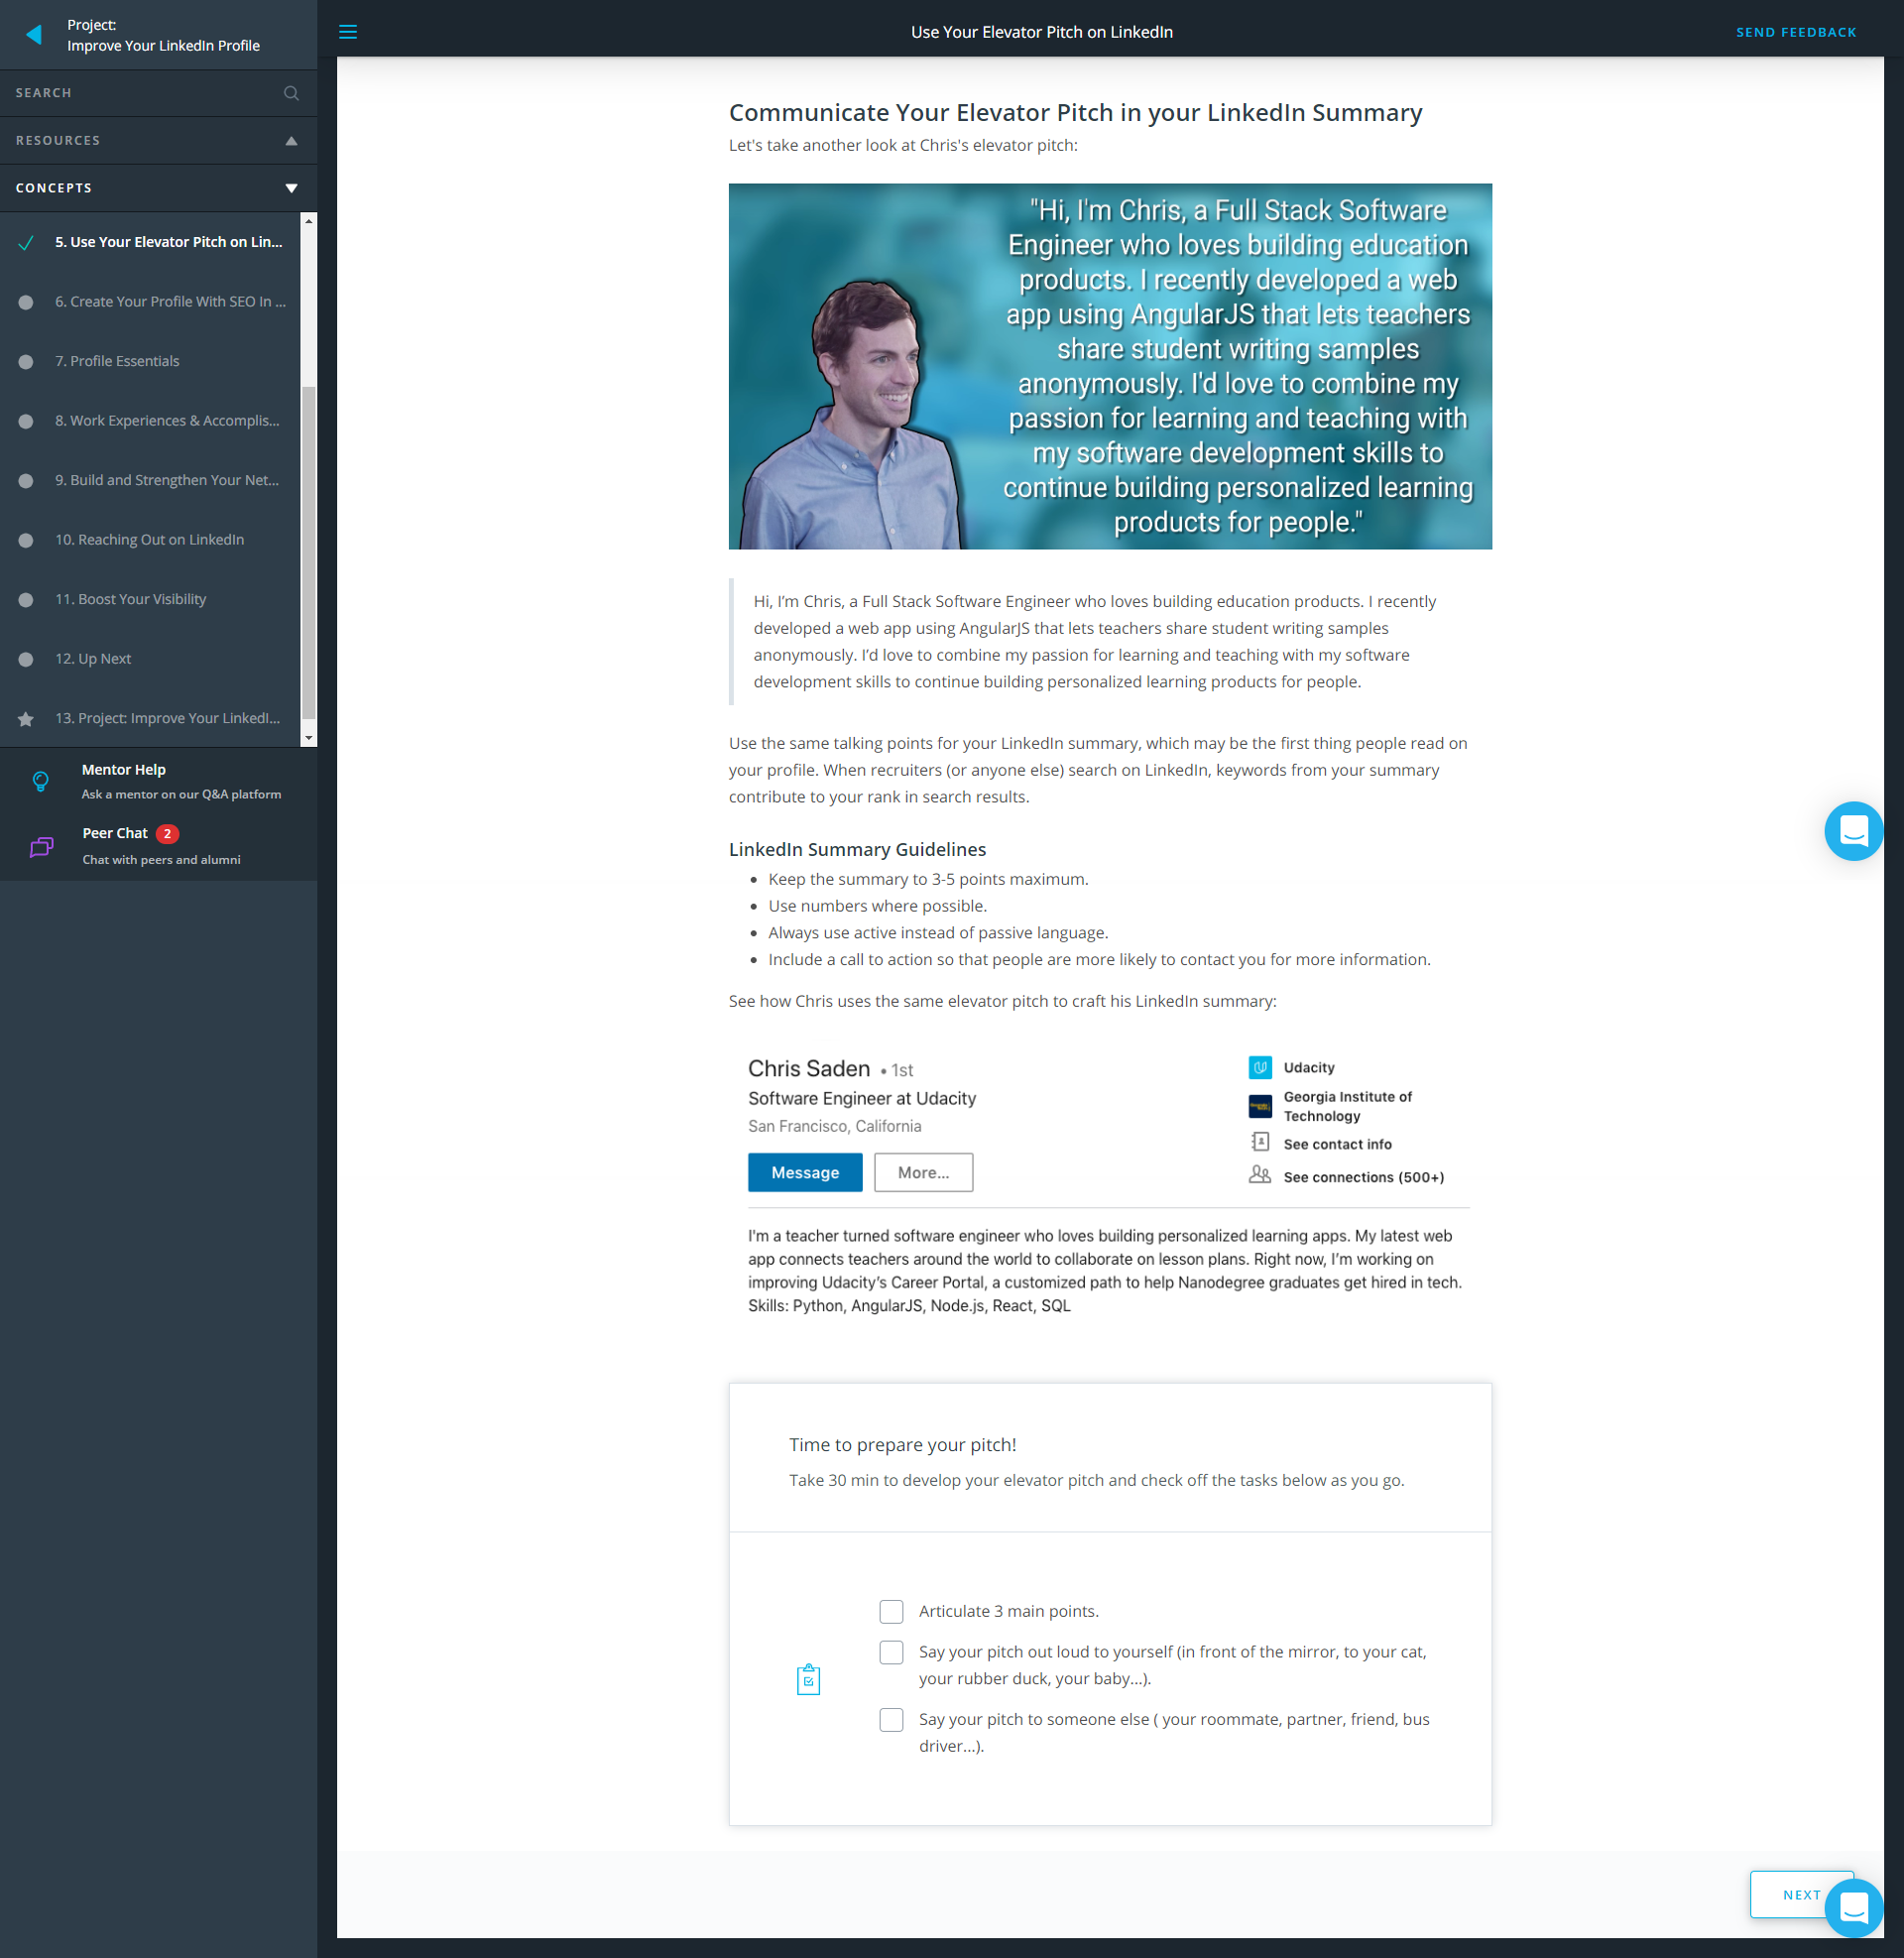 Project:
Improve Your LinkedIn Profile
SEARCH
RESOURCES
CONCEPTS
5. Use Your Elevator Pitch on Lin...
6. Create Your Profile With SEO In ...
7. Profile Essentials
8. Work Experiences & Accomplis...
9. Build and Strengthen Your Net...
10. Reaching Out on LinkedIn
11. Boost Your Visibility
12. Up Next
13. Project: Improve Your LinkedI...
Mentor Help
Ask a mentor on our Q&A platform
Peer Chat 2
Chat with peers and alumni
Use Your Elevator Pitch on LinkedIn
SEND FEEDBACK
Communicate Your Elevator Pitch in your LinkedIn Summary
Let's take another look at Chris's elevator pitch:
"Hi, I'm Chris, a Full Stack Software
Engineer who loves building education
products. I recently developed a web
app using AngularJS that lets teachers
share student writing samples
anonymously. I'd love to combine my
passion for learning and teaching with
my software development skills to
continue building personalized learning
products for people."
Hi, I’m Chris, a Full Stack Software Engineer who loves building education products. I recently
developed a web app using AngularJS that lets teachers share student writing samples
anonymously. I’d love to combine my passion for learning and teaching with my software
development skills to continue building personalized learning products for people.
Use the same talking points for your LinkedIn summary, which may be the first thing people read on
your profile. When recruiters (or anyone else) search on LinkedIn, keywords from your summary
contribute to your rank in search results.
LinkedIn Summary Guidelines
• Keep the summary to 3-5 points maximum.
• Use numbers where possible.
• Always use active instead of passive language.
• Include a call to action so that people are more likely to contact you for more information.
See how Chris uses the same elevator pitch to craft his LinkedIn summary:
Chris Saden • 1st
Software Engineer at Udacity
San Francisco, California
Message
More...
Udacity
Georgia Institute of
Technology
See contact info
See connections (500+)
I'm a teacher turned software engineer who loves building personalized learning apps. My latest web
app connects teachers around the world to collaborate on lesson plans. Right now, I’m working on
improving Udacity’s Career Portal, a customized path to help Nanodegree graduates get hired in tech.
Skills: Python, AngularJS, Node.js, React, SQL
Time to prepare your pitch!
Take 30 min to develop your elevator pitch and check off the tasks below as you go.
Articulate 3 main points.
Say your pitch out loud to yourself (in front of the mirror, to your cat,
your rubber duck, your baby...).
Say your pitch to someone else ( your roommate, partner, friend, bus
driver...).
NEXT